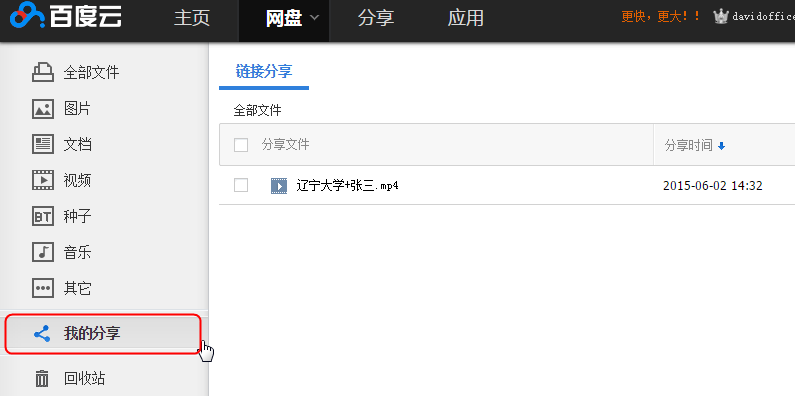 百度云 主页 网盘 分享 应用 更快，更大！！ davidoffice
全部文件
图片
文档
视频
BT 种子
音乐
其它
我的分享
回收站
链接分享
全部文件
分享文件 分享时间
辽宁大学+张三.mp4 2015-06-02 14:32